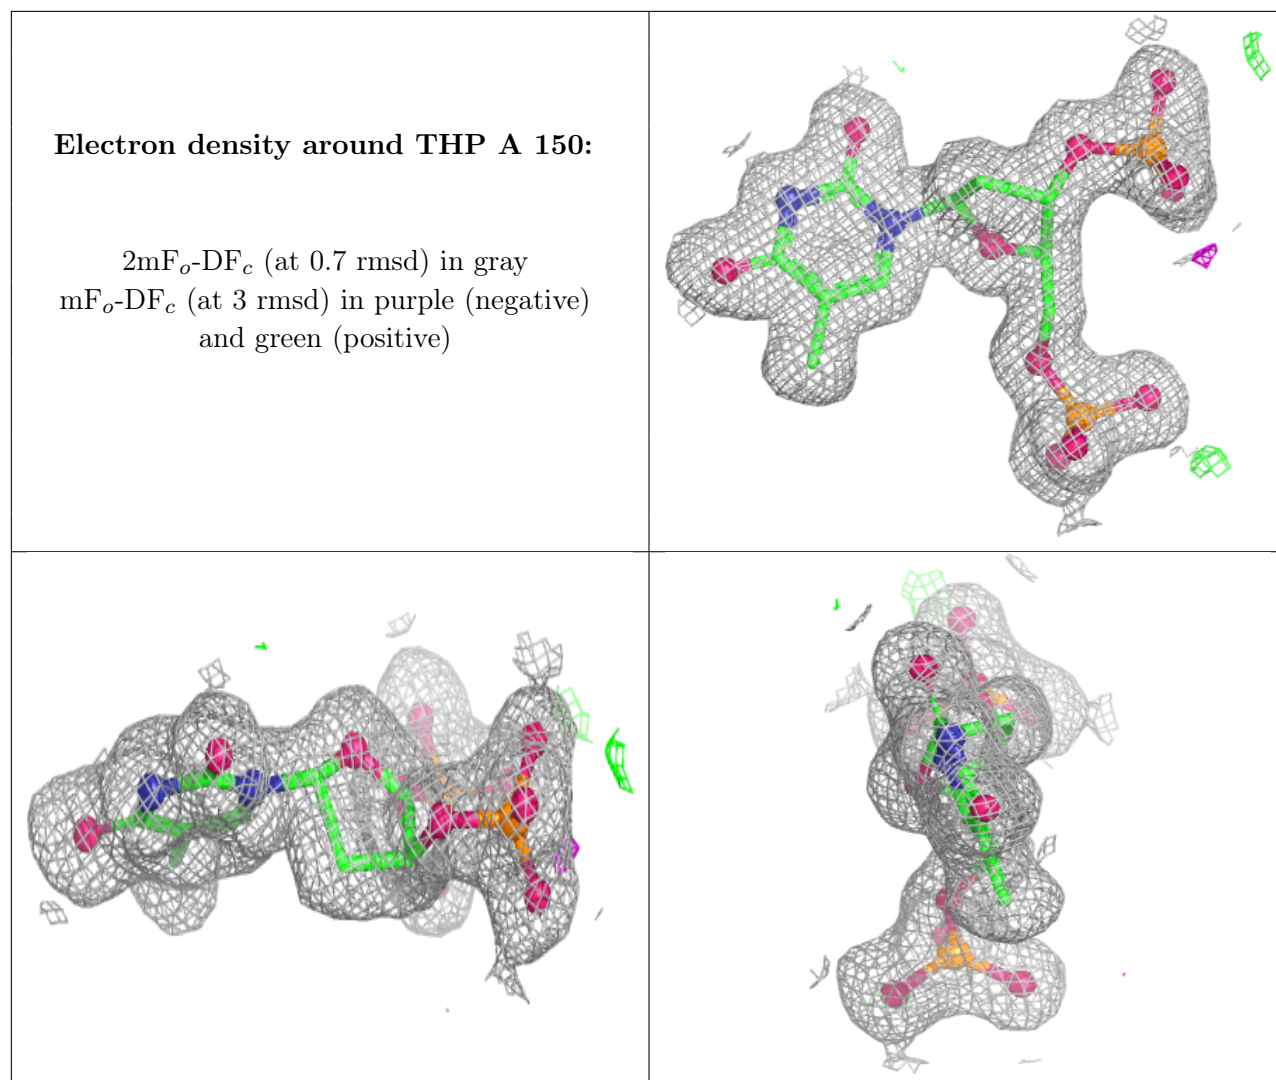 Electron density around THP A 150:
2mFo-DFc (at 0.7 rmsd) in gray
mFo-DFc (at 3 rmsd) in purple (negative)
and green (positive)